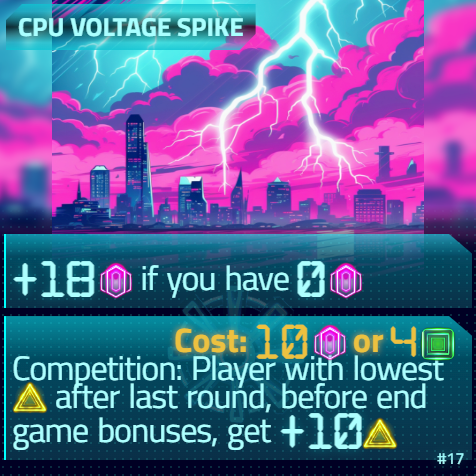 CPU VOLTAGE SPIKE
+18 if you have 0
Cost: 10 or 4
Competition: Player with lowest
after last round, before end
game bonuses, get +10
#17